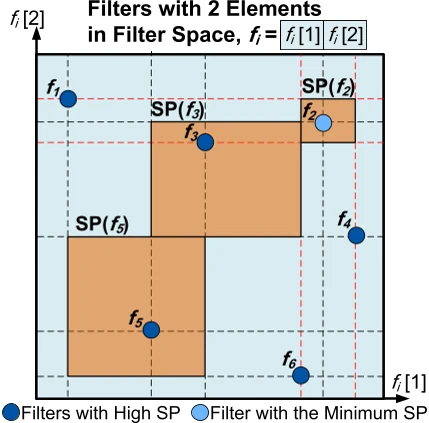 Filters with 2 Elements
in Filter Space, fi = fi[1] fi[2]
fi[2]
SP(f2)
f1
SP(f3)
f2
f3
f4
SP(f5)
f5
f6
fi[1]
Filters with High SP Filter with the Minimum SP